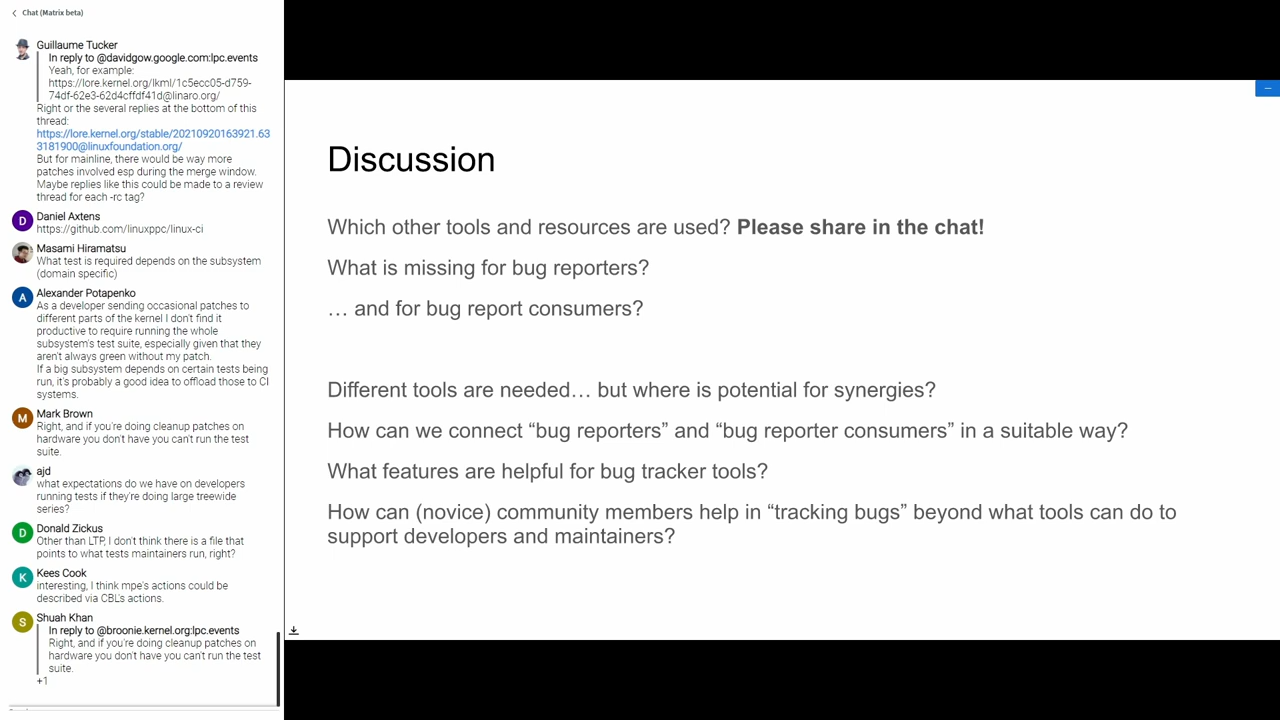 Chat (Matrix beta)
Guillaume Tucker
In reply to @davidgow.google.com:lpc.events
Yeah, for example:
https://lore.kernel.org/lkml/1c5ecc05-d759-
74df-62e3-62d4cffdf41d@linaro.org/
Right or the several replies at the bottom of this
thread:
https://lore.kernel.org/stable/20210920163921.63
3181900@linuxfoundation.org/
But for mainline, there would be way more
patches involved esp during the merge window.
Maybe replies like this could be made to a review
thread for each -rc tag?
D
Daniel Axtens
https://github.com/linuxppc/linux-ci
Masami Hiramatsu
What test is required depends on the subsystem
(domain specific)
A
Alexander Potapenko
As a developer sending occasional patches to
different parts of the kernel I don't find it
productive to require running the whole
subsystem's test suite, especially given that they
aren't always green without my patch.
If a big subsystem depends on certain tests being
run, it's probably a good idea to offload those to CI
systems.
M
Mark Brown
Right, and if you're doing cleanup patches on
hardware you don't have you can't run the test
suite.
ajd
what expectations do we have on developers
running tests if they're doing large treewide
series?
D
Donald Zickus
Other than LTP, I don't think there is a file that
points to what tests maintainers run, right?
K
Kees Cook
interesting, I think mpe's actions could be
described via CBL's actions.
S
Shuah Khan
In reply to @broonie.kernel.org:lpc.events
Right, and if you're doing cleanup patches on
hardware you don't have you can't run the test
suite.
+1
Discussion
Which other tools and resources are used? Please share in the chat!
What is missing for bug reporters?
… and for bug report consumers?
Different tools are needed… but where is potential for synergies?
How can we connect “bug reporters” and “bug reporter consumers” in a suitable way?
What features are helpful for bug tracker tools?
How can (novice) community members help in “tracking bugs” beyond what tools can do to
support developers and maintainers?